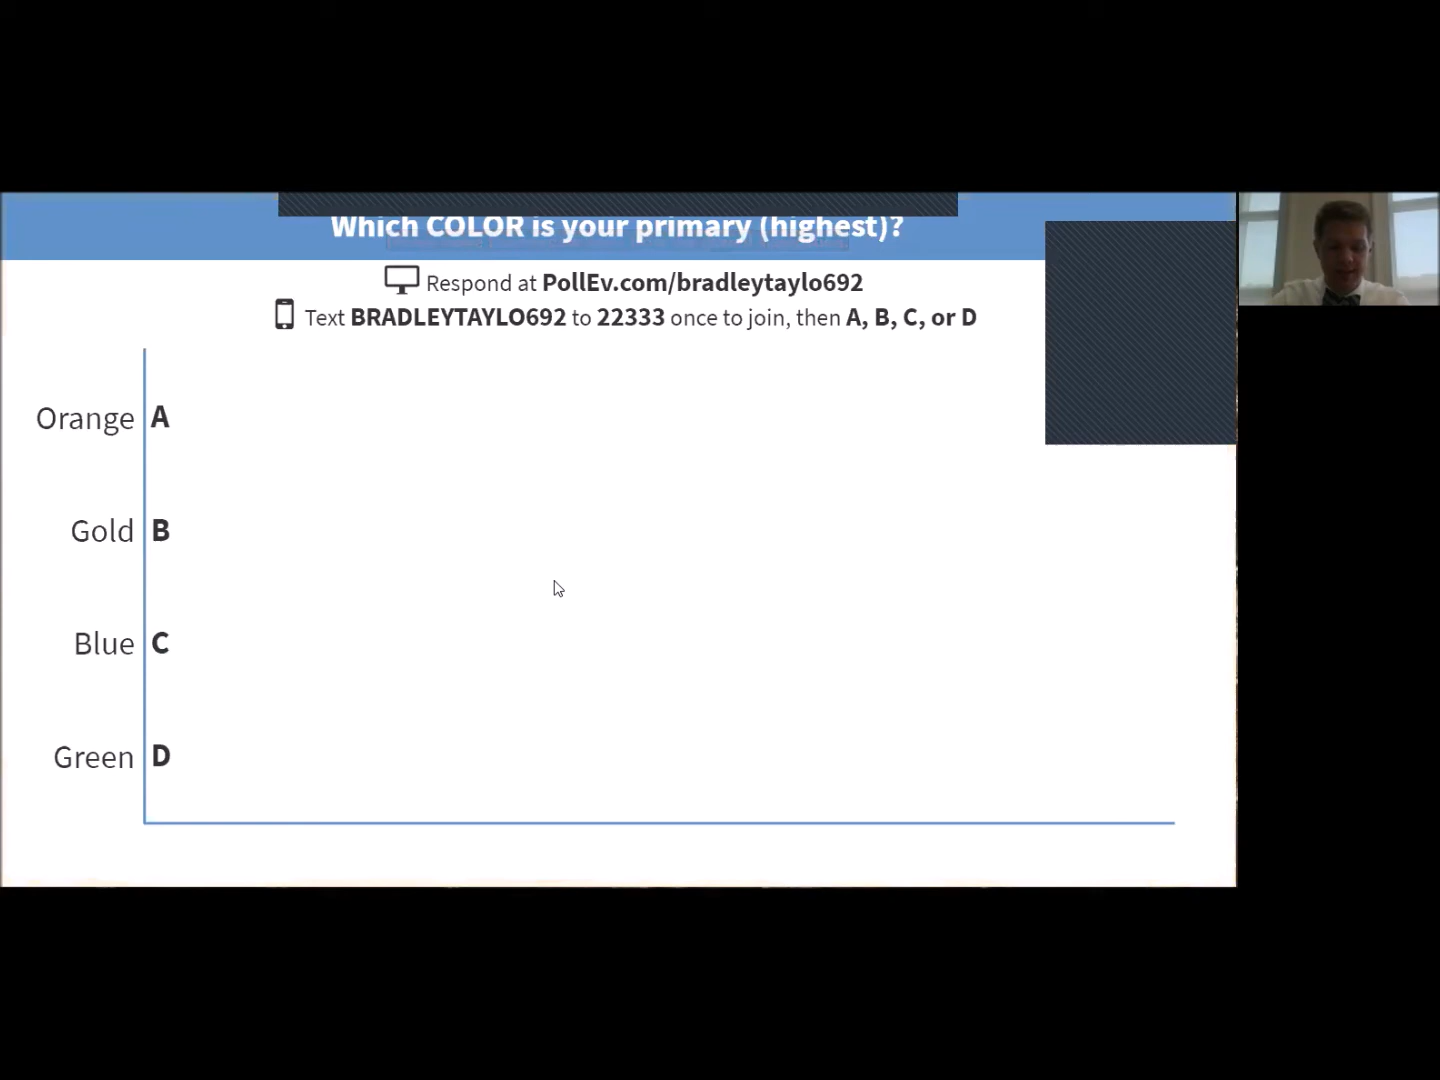 Which COLOR is your primary (highest)?
Respond at PollEv.com/bradleytaylo692
Text BRADLEYTAYLO692 to 22333 once to join, then A, B, C, or D
Orange A
Gold B
Blue C
Green D